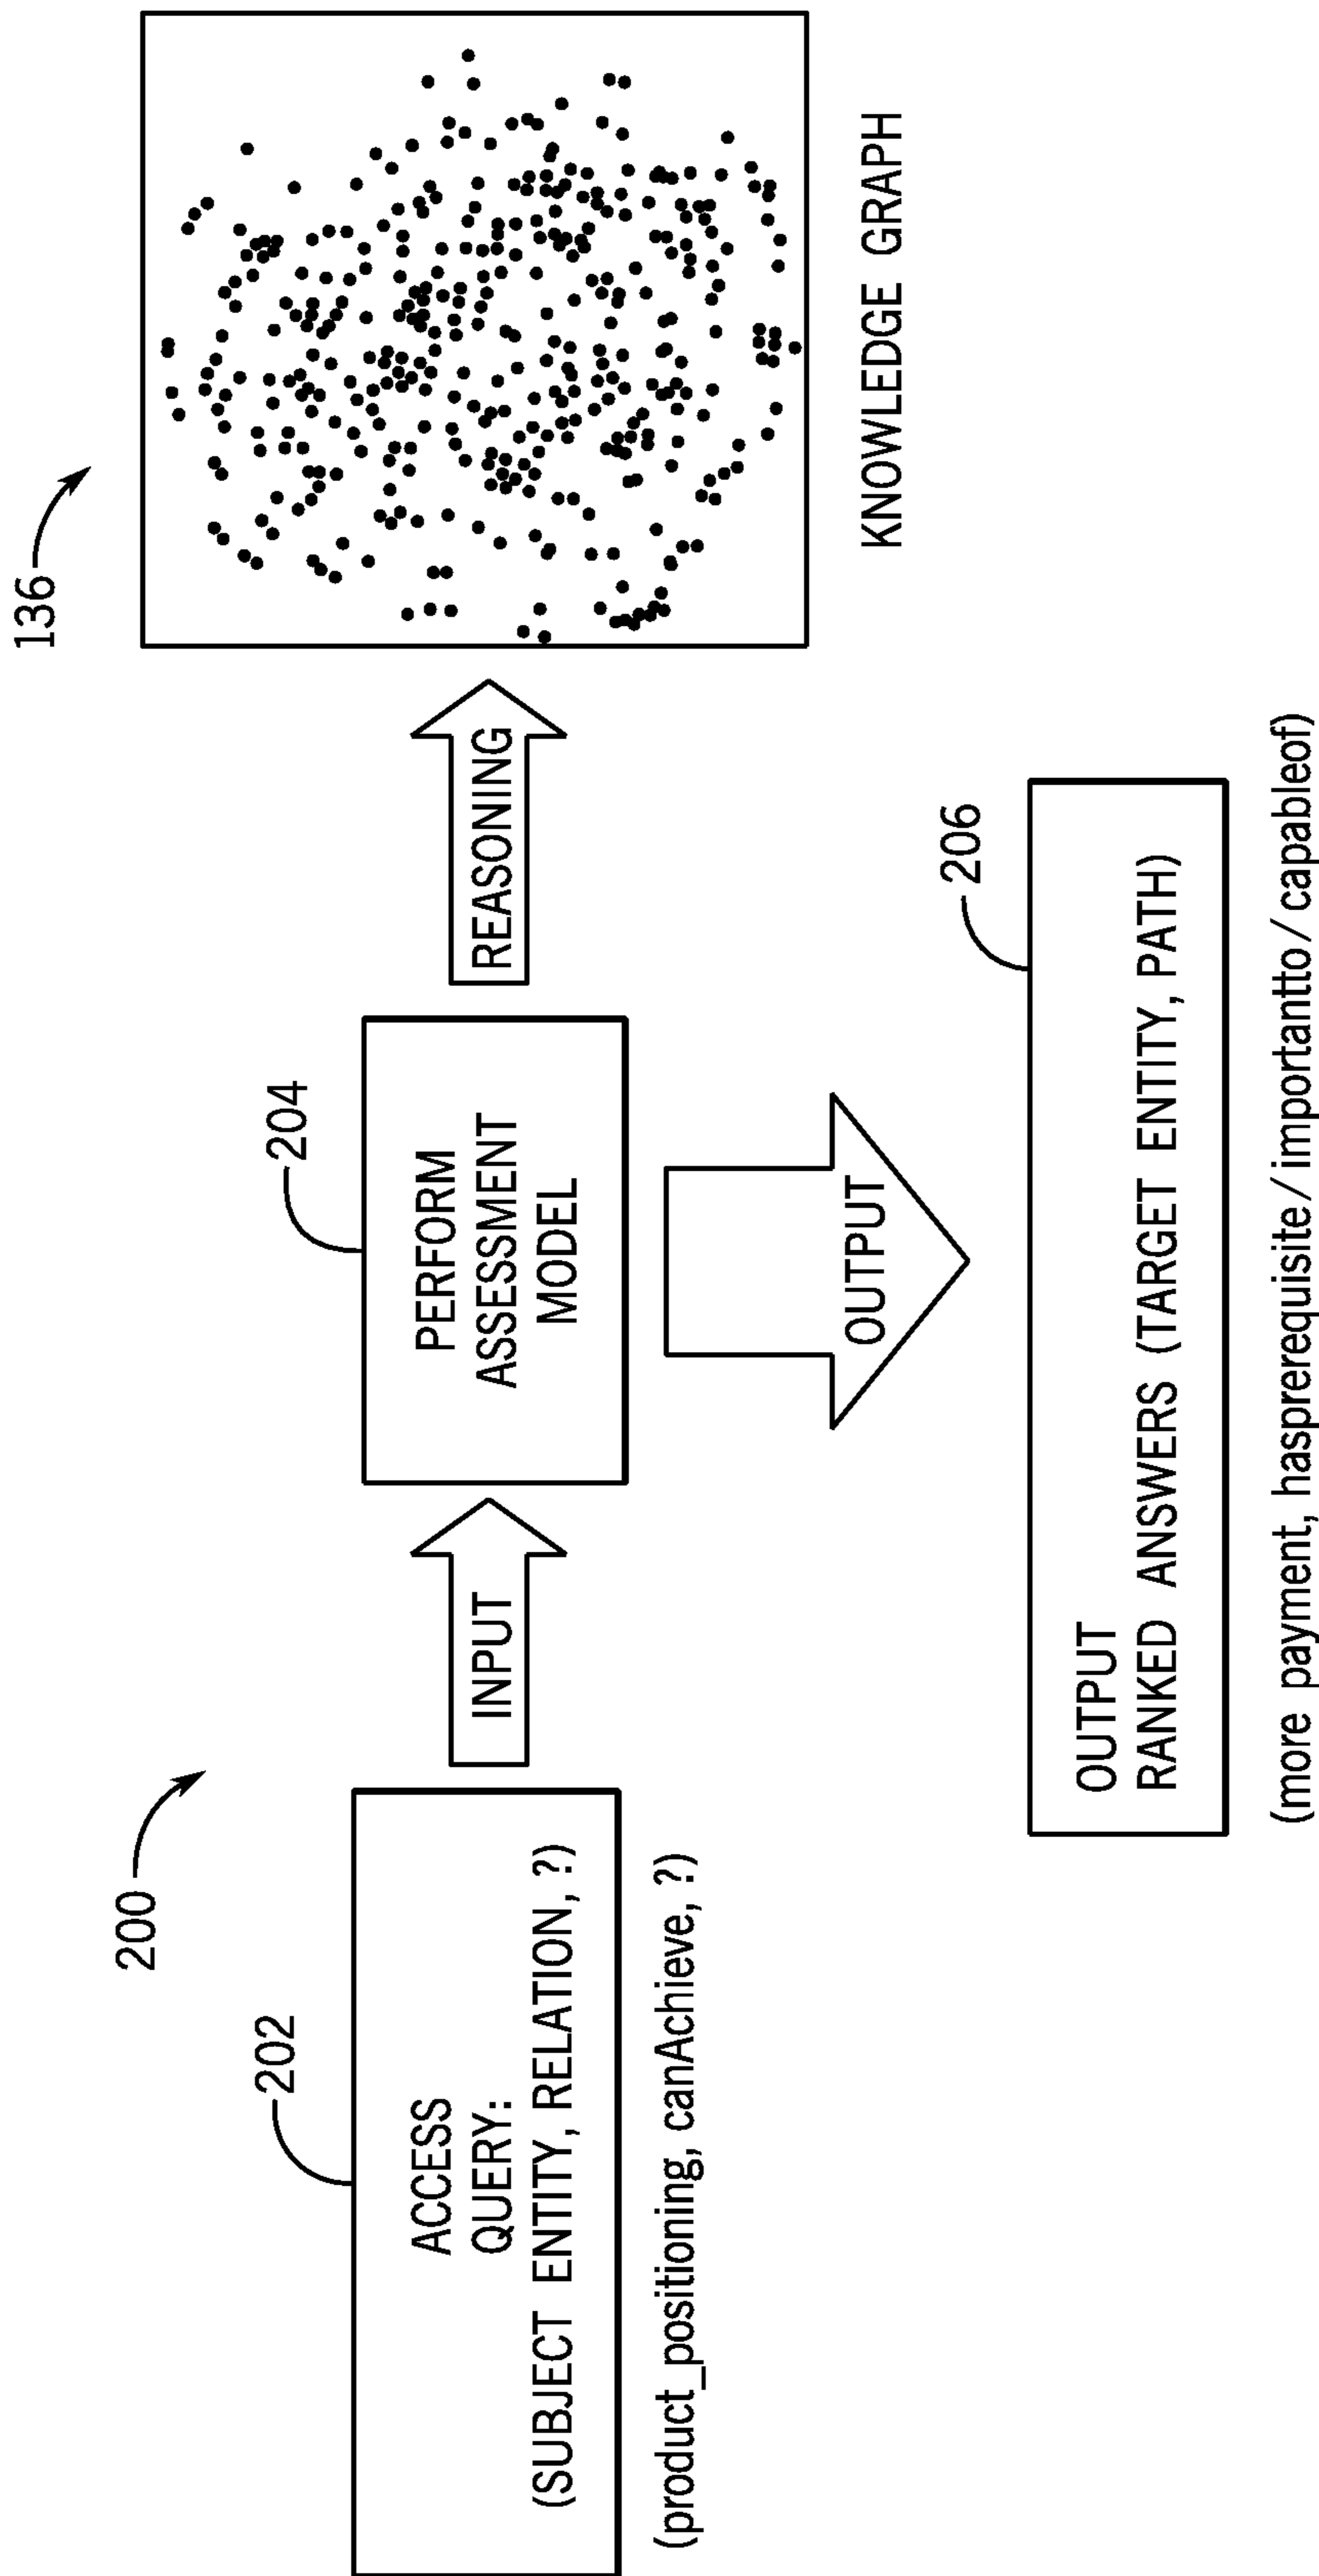 200
136
202
ACCESS
QUERY:
(SUBJECT ENTITY, RELATION, ?)
(product_positioning, canAchieve, ?)
INPUT
204
PERFORM
ASSESSMENT
MODEL
REASONING
KNOWLEDGE GRAPH
OUTPUT
206
OUTPUT
RANKED ANSWERS (TARGET ENTITY, PATH)
(more payment, hasprerequisite/importantto/capableof)